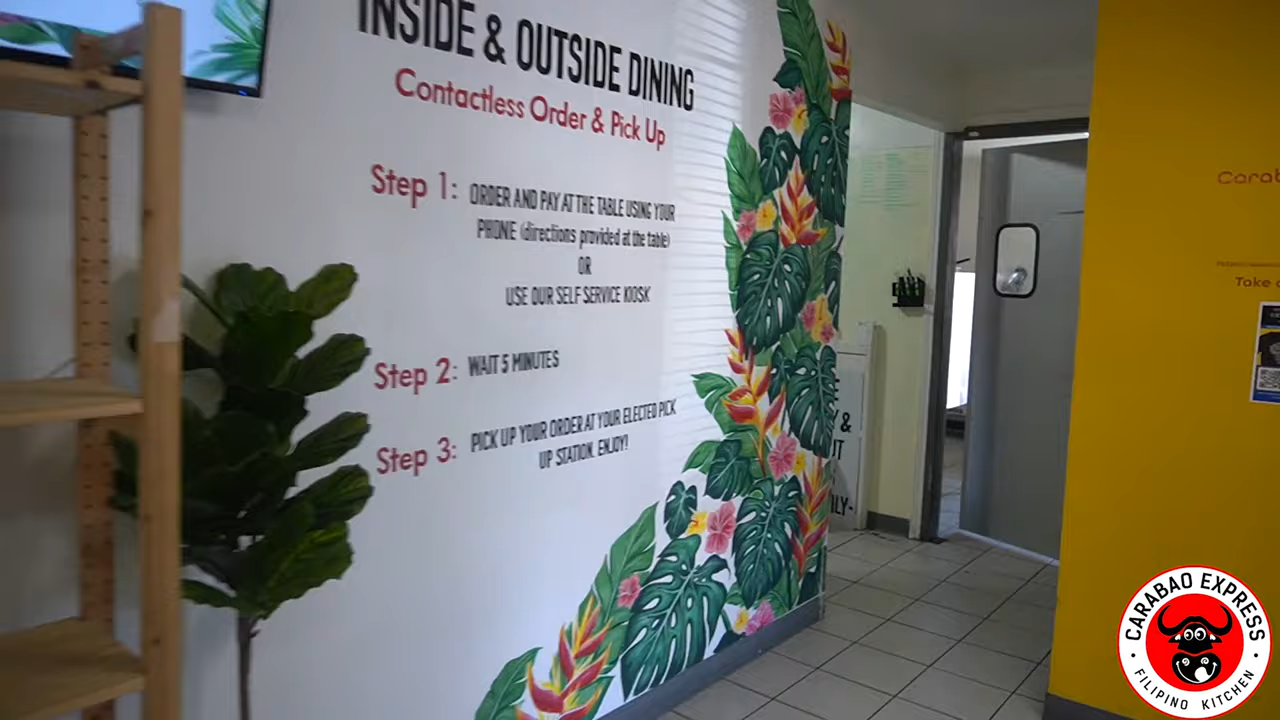 INSIDE & OUTSIDE DINING
Contactless Order & Pick Up
Step 1: ORDER AND PAY AT THE TABLE USING YOUR
PHONE (directions provided at the table)
OR
USE OUR SELF SERVICE KIOSK
Step 2: WAIT 5 MINUTES
Step 3: PICK UP YOUR ORDER AT YOUR ELECTED PICK
UP STATION. ENJOY!
&
Carab
Take
CARABAO EXPRESS
• FILIPINO KITCHEN •